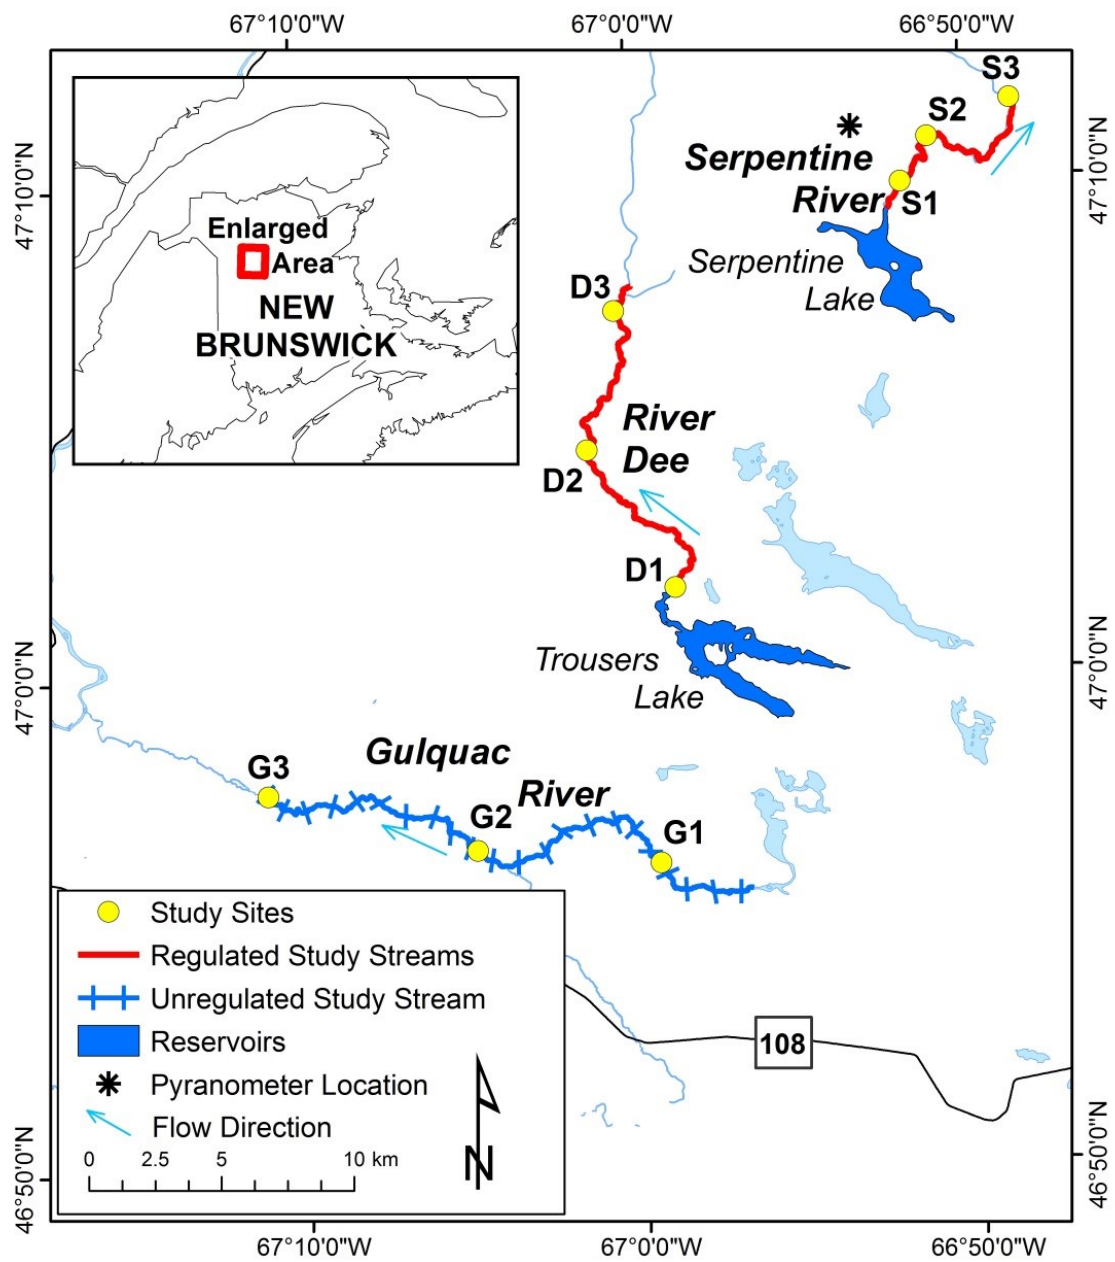 67°10'0"W
67°0'0"W
66°50'0"W
S3
S2
Serpentine
River
S1
47°10'0"N
47°10'0"N
Enlarged
Area
NEW
BRUNSWICK
Serpentine
Lake
D3
River
Dee
D2
D1
Trousers
Lake
47°0'0"N
47°0'0"N
Gulquac
River
G3
G2
G1
Study Sites
Regulated Study Streams
Unregulated Study Stream
Reservoirs
Pyranometer Location
Flow Direction
0 2.5 5 10 km
N
108
46°50'0"N
46°50'0"N
67°10'0"W
67°0'0"W
66°50'0"W